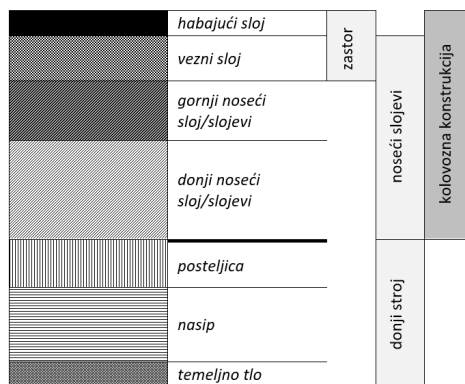 habajući sloj
vezni sloj
gornji noseći
sloj/slojevi
donji noseći
sloj/slojevi
posteljica
nasip
temeljno tlo
zastor
noseći slojevi
donji stroj
kolovozna konstrukcija